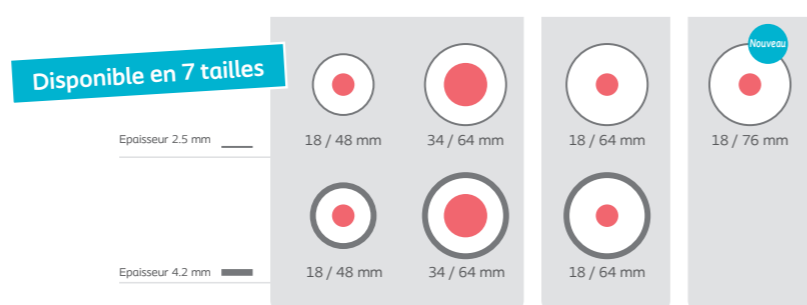 Disponible en 7 tailles
Nouveau
Epaisseur 2.5 mm
18 / 48 mm
34 / 64 mm
18 / 64 mm
18 / 76 mm
Epaisseur 4.2 mm
18 / 48 mm
34 / 64 mm
18 / 64 mm